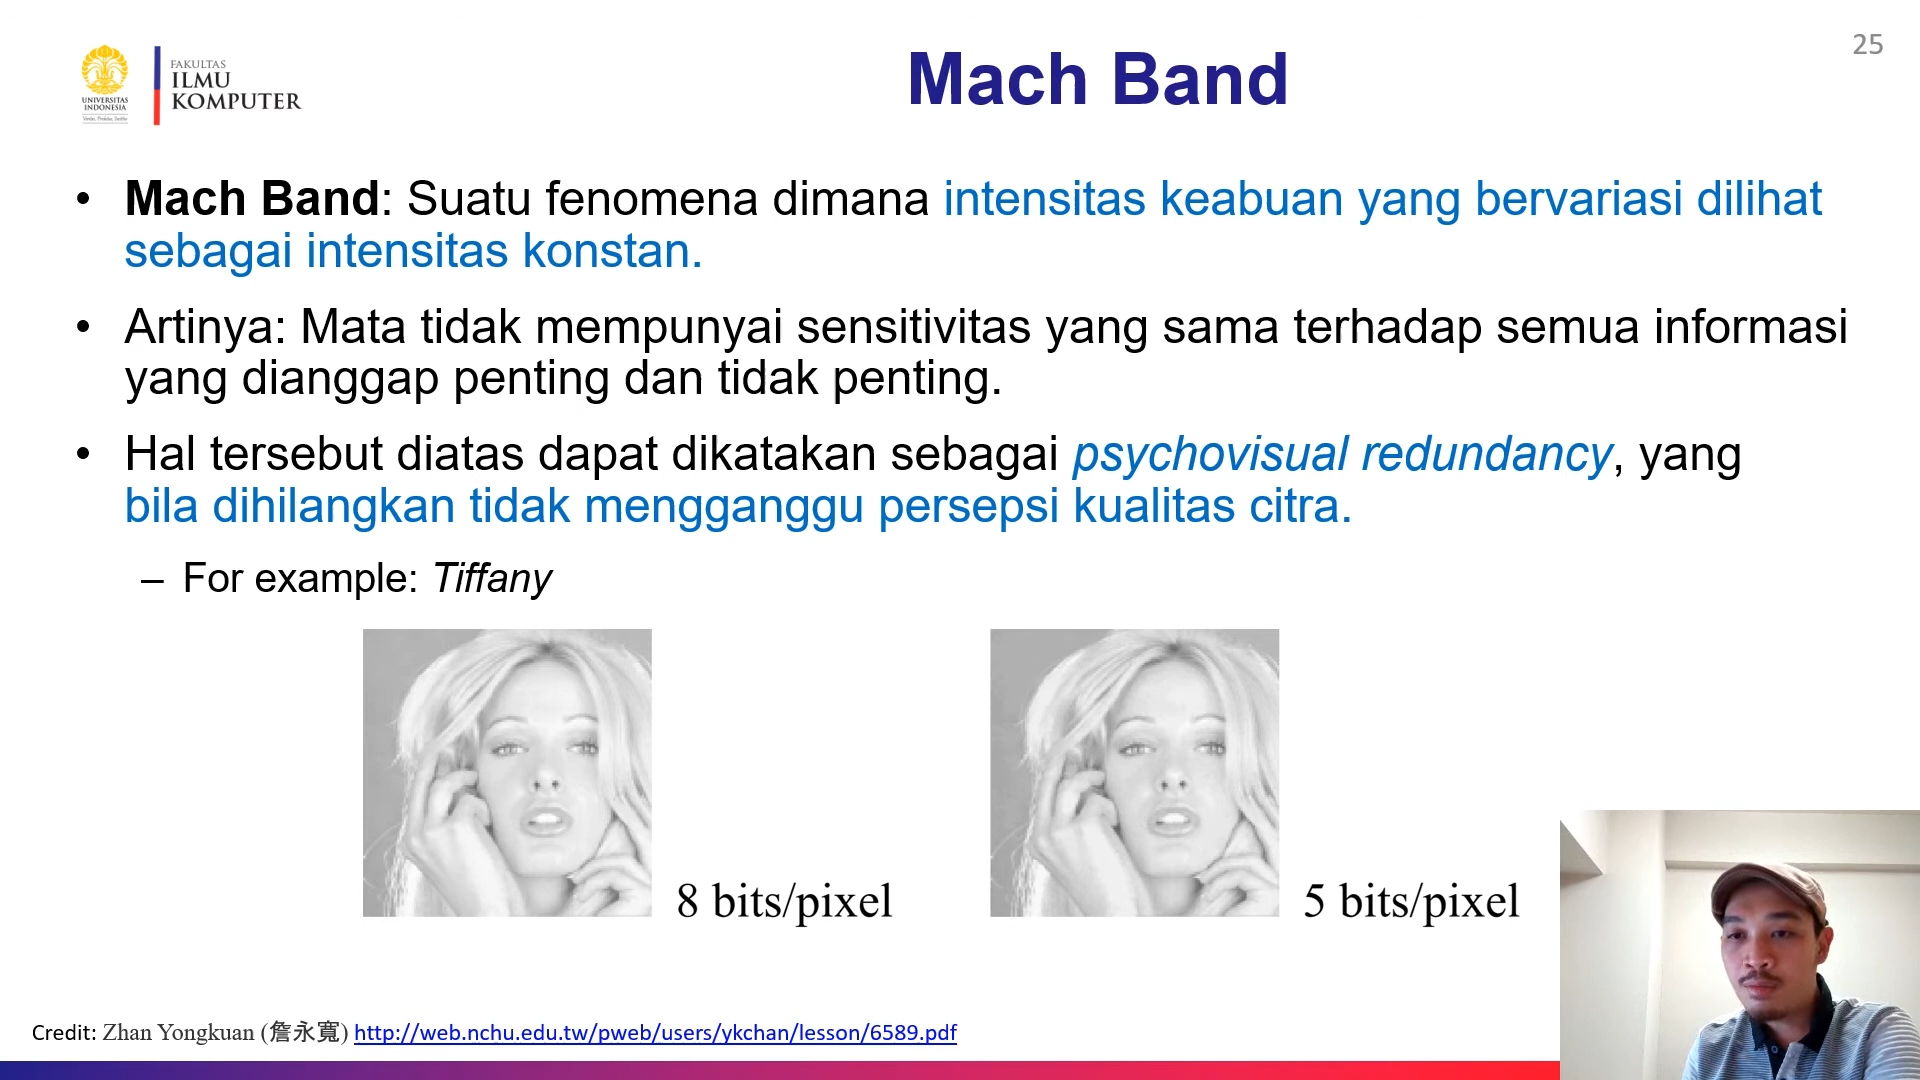 UNIVERSITAS
INDONESIA
Veritas, Probitas, Iustitia
FAKULTAS
ILMU
KOMPUTER
Mach Band
25
• Mach Band: Suatu fenomena dimana intensitas keabuan yang bervariasi dilihat
sebagai intensitas konstan.
• Artinya: Mata tidak mempunyai sensitivitas yang sama terhadap semua informasi
yang dianggap penting dan tidak penting.
• Hal tersebut diatas dapat dikatakan sebagai psychovisual redundancy, yang
bila dihilangkan tidak mengganggu persepsi kualitas citra.
– For example: Tiffany
8 bits/pixel
5 bits/pixel
Credit: Zhan Yongkuan (詹永寬) http://web.nchu.edu.tw/pweb/users/ykchan/lesson/6589.pdf